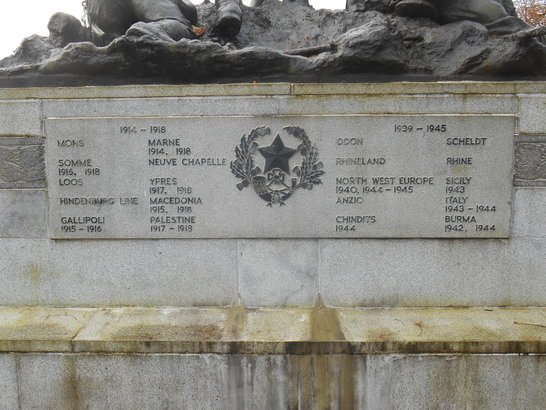 1914 – 1918
MONS
SOMME
1916, 1918
LOOS
HINDENBURG LINE
GALLIPOLI
1915 – 1916
MARNE
1914, 1918
NEUVE CHAPELLE
YPRES
1917, 1918
MACEDONIA
1915, 1918
PALESTINE
1917 – 1918
1939 – 1945
ODON
RHINELAND
NORTH WEST EUROPE
1940, 1944 – 1945
ANZIO
CHINDITS
1944
SCHELDT
RHINE
SICILY
1943
ITALY
1943 – 1944
BURMA
1942, 1944